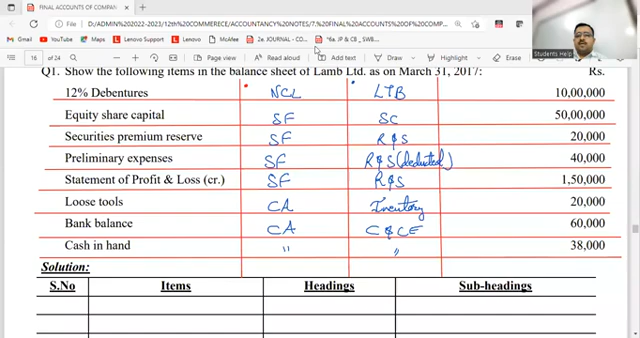 FINAL ACCOUNTS OF COMPAN
D:/ADMIN%202022-2023/12th%20COMMERECE/ACCOUNTANCY%20NOTES/7.%20FINAL%20ACCOUNTS%20OF%20COMP...
Gmail YouTube Maps Lenovo Support Lenovo McAfee 2e. JOURNAL - CO... *6a. JP & CB _ SWB...
16 of 24 Page view Read aloud Add text Draw Highlight Erase
Students Help
Q1. Show the following items in the balance sheet of Lamb Ltd. as on March 31, 2017: Rs.
12% Debentures NCL LTB 10,00,000
Equity share capital SF SC 50,00,000
Securities premium reserve SF R&S 20,000
Preliminary expenses SF R&S (deducted) 40,000
Statement of Profit & Loss (cr.) SF R&S 1,50,000
Loose tools CA Inventory 20,000
Bank balance CA C&CE 60,000
Cash in hand " " 38,000
Solution:
S.No Items Headings Sub-headings